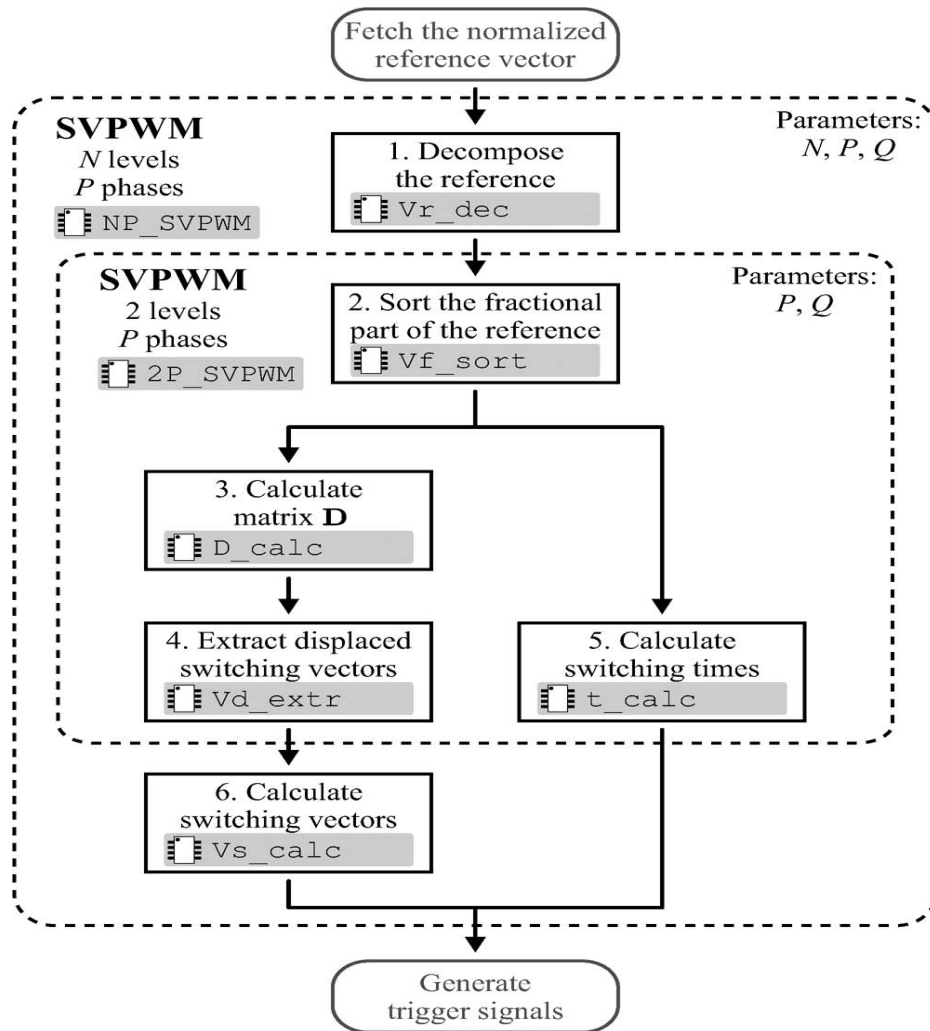 Fetch the normalized
reference vector
SVPWM
N levels
P phases
NP_SVPWM
Parameters:
N, P, Q
1. Decompose
the reference
Vr_dec
SVPWM
2 levels
P phases
2P_SVPWM
Parameters:
P, Q
2. Sort the fractional
part of the reference
Vf_sort
3. Calculate
matrix D
D_calc
4. Extract displaced
switching vectors
Vd_extr
5. Calculate
switching times
t_calc
6. Calculate
switching vectors
Vs_calc
Generate
trigger signals